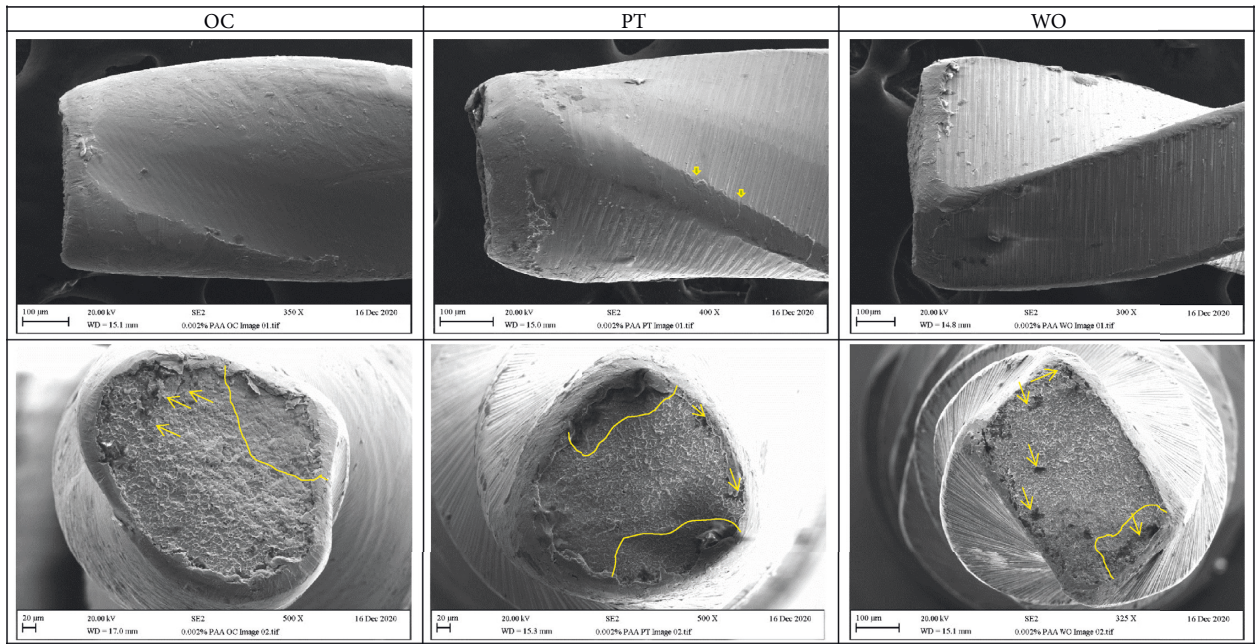 OC
PT
WO
100 µm 20.00 kV SE2 350 X 16 Dec 2020
WD = 15.1 mm 0.002% PAA OC Image 01.tif
100 µm 20.00 kV SE2 400 X 16 Dec 2020
WD = 15.0 mm 0.002% PAA PT Image 01.tif
100 µm 20.00 kV SE2 300 X 16 Dec 2020
WD = 14.8 mm 0.002% PAA WO Image 01.tif
20 µm 20.00 kV SE2 500 X 16 Dec 2020
WD = 17.0 mm 0.002% PAA OC Image 02.tif
20 µm 20.00 kV SE2 500 X 16 Dec 2020
WD = 15.3 mm 0.002% PAA PT Image 02.tif
100 µm 20.00 kV SE2 325 X 16 Dec 2020
WD = 15.1 mm 0.002% PAA WO Image 02.tif